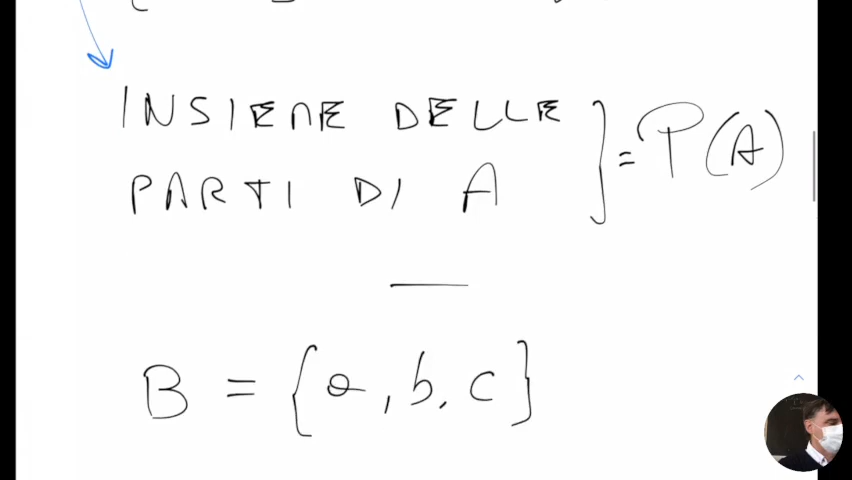 INSIEME DELLE
PARTI DI A } = P(A)
B = {a, b, c}